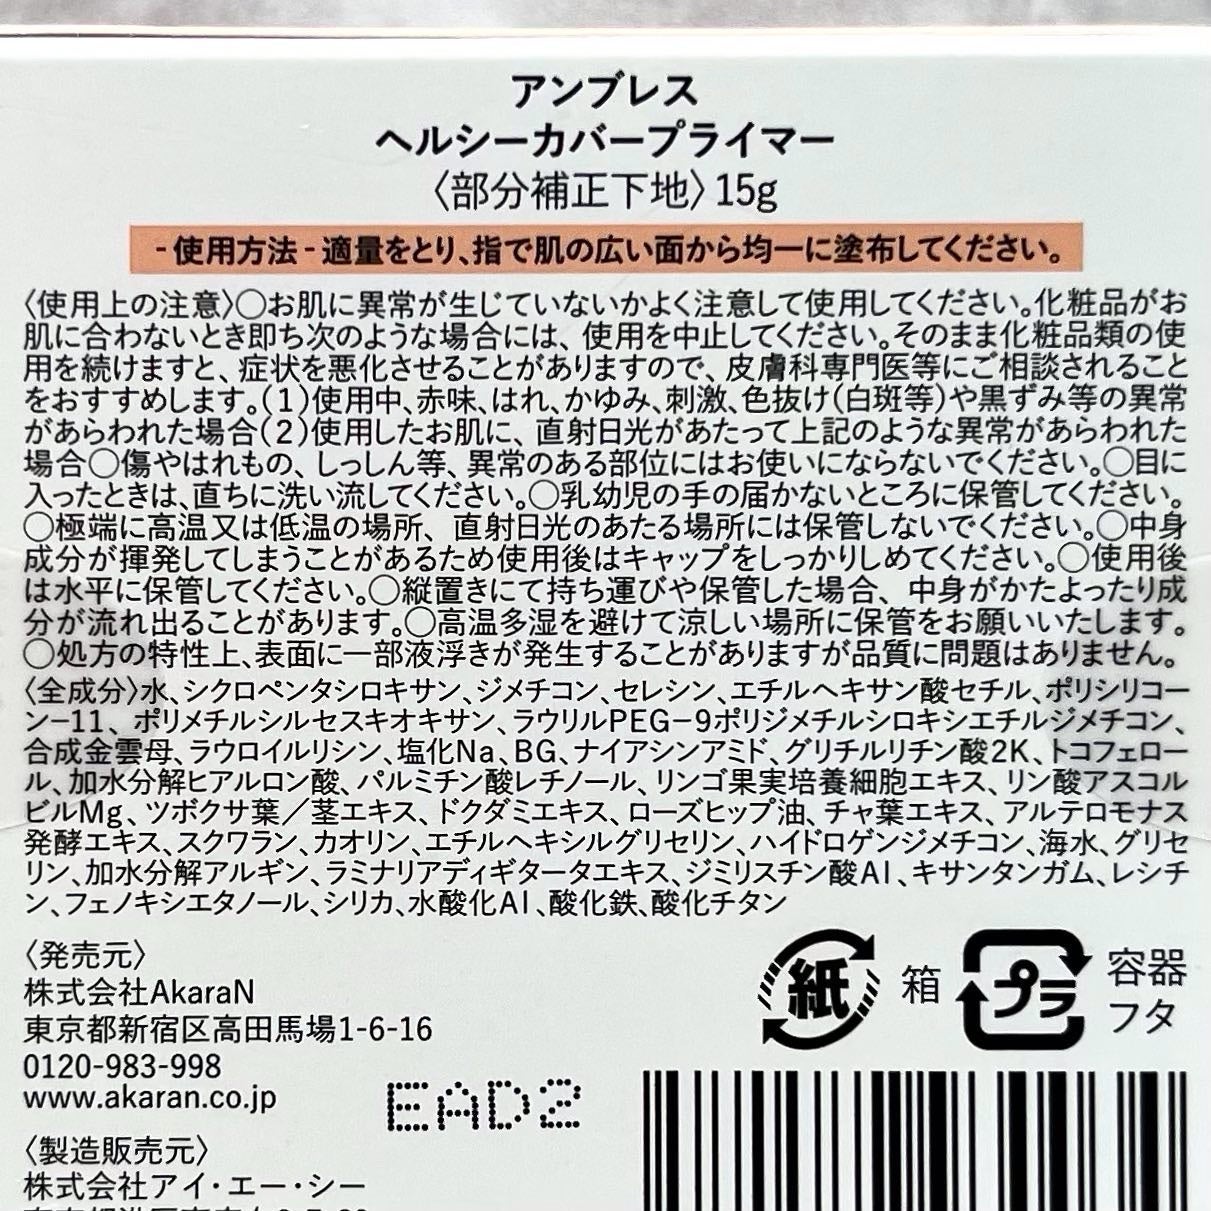 アンブレス
ヘルシーカバープライマー
〈部分補正下地〉15g
-使用方法-適量をとり、指で肌の広い面から均一に塗布してください。
〈使用上の注意〉○お肌に異常が生じていないかよく注意して使用してください。化粧品がお
肌に合わないとき即ち次のような場合には、使用を中止してください。そのまま化粧品類の使
用を続けますと、症状を悪化させることがありますので、皮膚科専門医等にご相談されること
をおすすめします。(1)使用中、赤味、はれ、かゆみ、刺激、色抜け(白斑等)や黒ずみ等の異常
があらわれた場合(2)使用したお肌に、直射日光があたって上記のような異常があらわれた
場合○傷やはれもの、しっしん等、異常のある部位にはお使いにならないでください。○目に
入ったときは、直ちに洗い流してください。○乳幼児の手の届かないところに保管してください。
○極端に高温又は低温の場所、直射日光のあたる場所には保管しないでください。○中身
成分が揮発してしまうことがあるため使用後はキャップをしっかりしめてください。○使用後
は水平に保管してください。○縦置きにて持ち運びや保管した場合、中身がかたよったり成
分が流れ出ることがあります。○高温多湿を避けて涼しい場所に保管をお願いいたします。
○処方の特性上、表面に一部液浮きが発生することがありますが品質に問題はありません。
〈全成分〉水、シクロペンタシロキサン、ジメチコン、セレシン、エチルヘキサン酸セチル、ポリシリコー
ン-11、ポリメチルシルセスキオキサン、ラウリルPEG-9ポリジメチルシロキシエチルジメチコン、
合成金雲母、ラウロイルリシン、塩化Na、BG、ナイアシンアミド、グリチルリチン酸2K、トコフェロー
ル、加水分解ヒアルロン酸、パルミチン酸レチノール、リンゴ果実培養細胞エキス、リン酸アスコル
ビルMg、ツボクサ葉/茎エキス、ドクダミエキス、ローズヒップ油、チャ葉エキス、アルテロモナス
発酵エキス、スクワラン、カオリン、エチルヘキシルグリセリン、ハイドロゲンジメチコン、海水、グリセ
リン、加水分解アルギン、ラミナリアディギタータエキス、ジミリスチン酸Al、キサンタンガム、レシチ
ン、フェノキシエタノール、シリカ、水酸化Al、酸化鉄、酸化チタン
〈発売元〉
株式会社AkaraN
東京都新宿区高田馬場1-6-16
0120-983-998
www.akaran.co.jp
〈製造販売元〉
株式会社アイ・エー・シー
EAD2
紙
箱
プラ
容器
フタ